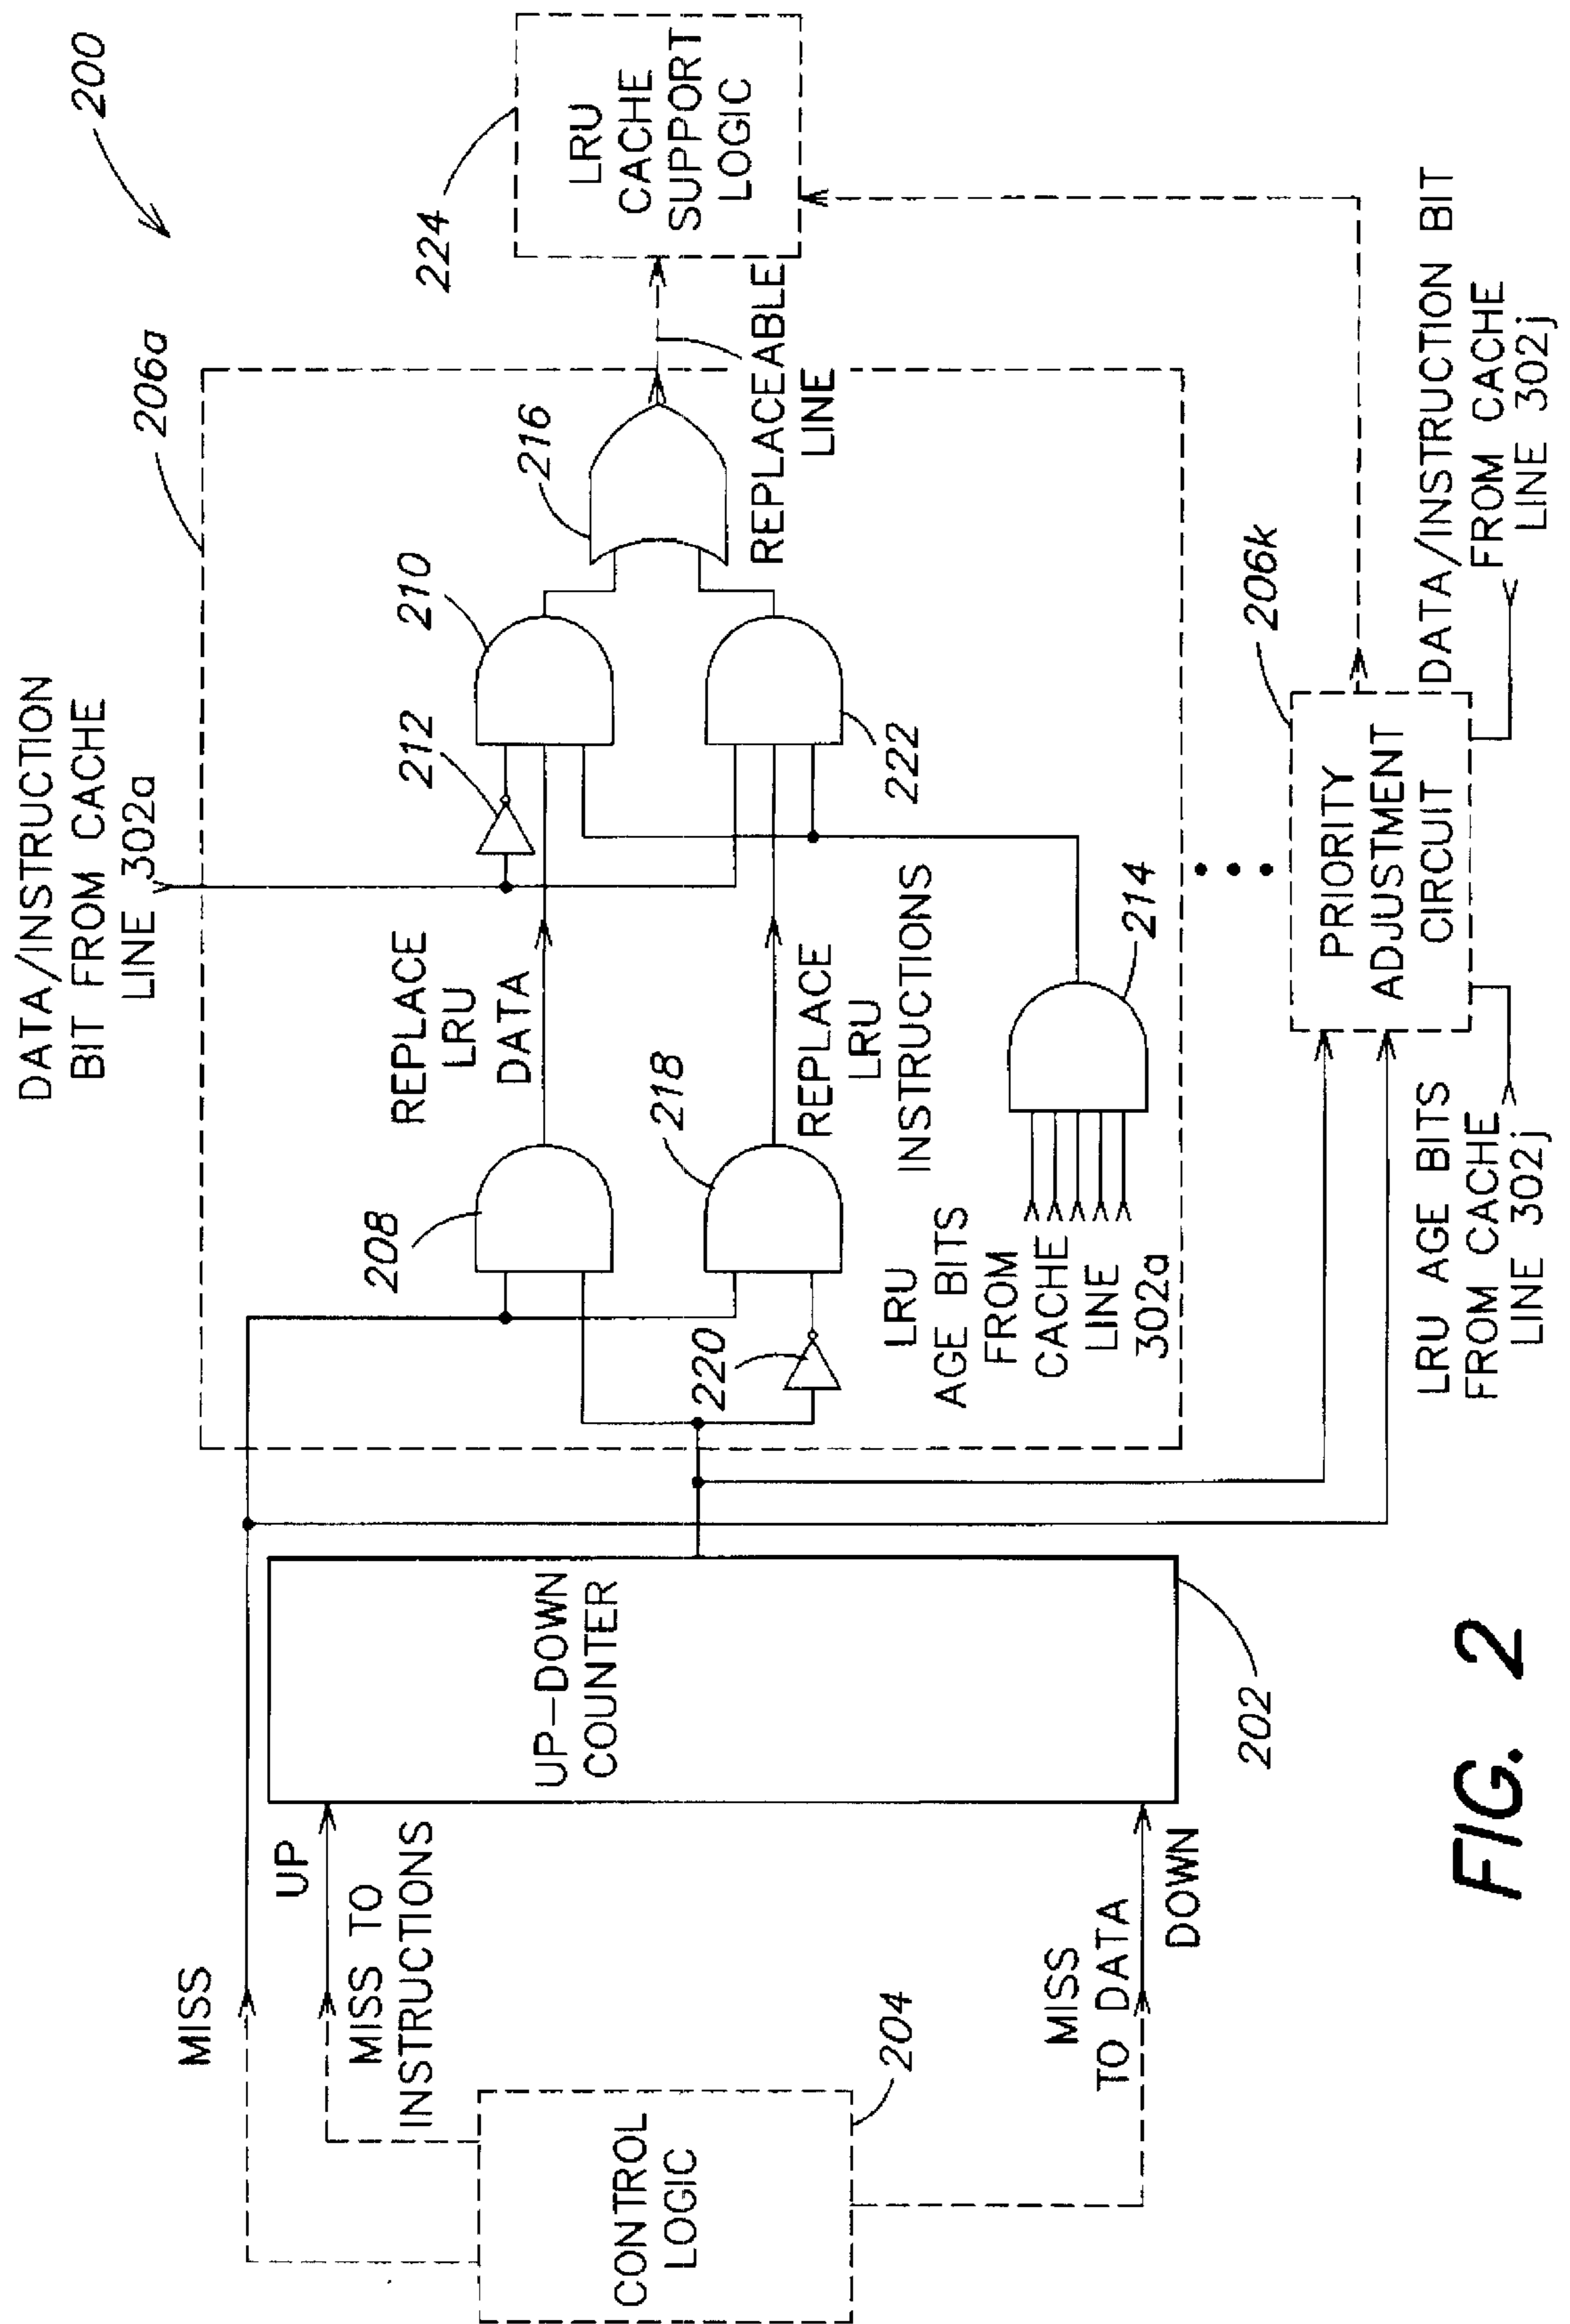 200
206a
224
LRU
CACHE
SUPPORT
LOGIC
DATA/INSTRUCTION
BIT FROM CACHE
LINE 302a
216
210
212
222
REPLACEABLE
LINE
REPLACE
LRU
DATA
208
218
220
REPLACE
LRU
INSTRUCTIONS
214
LRU
AGE BITS
FROM
CACHE
LINE
302a
206k
PRIORITY
ADJUSTMENT
CIRCUIT
DATA/INSTRUCTION BIT
FROM CACHE
LINE 302j
LRU AGE BITS
FROM CACHE
LINE 302j
UP-DOWN
COUNTER
202
MISS
UP
MISS TO
INSTRUCTIONS
MISS
TO DATA
DOWN
CONTROL
LOGIC
204
FIG. 2